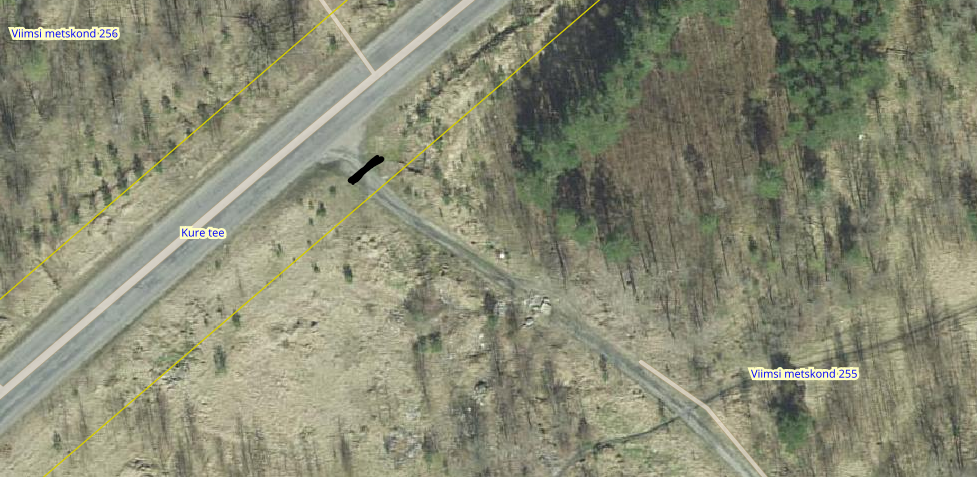 Viimsi metskond 256
Kure tee
Viimsi metskond 255